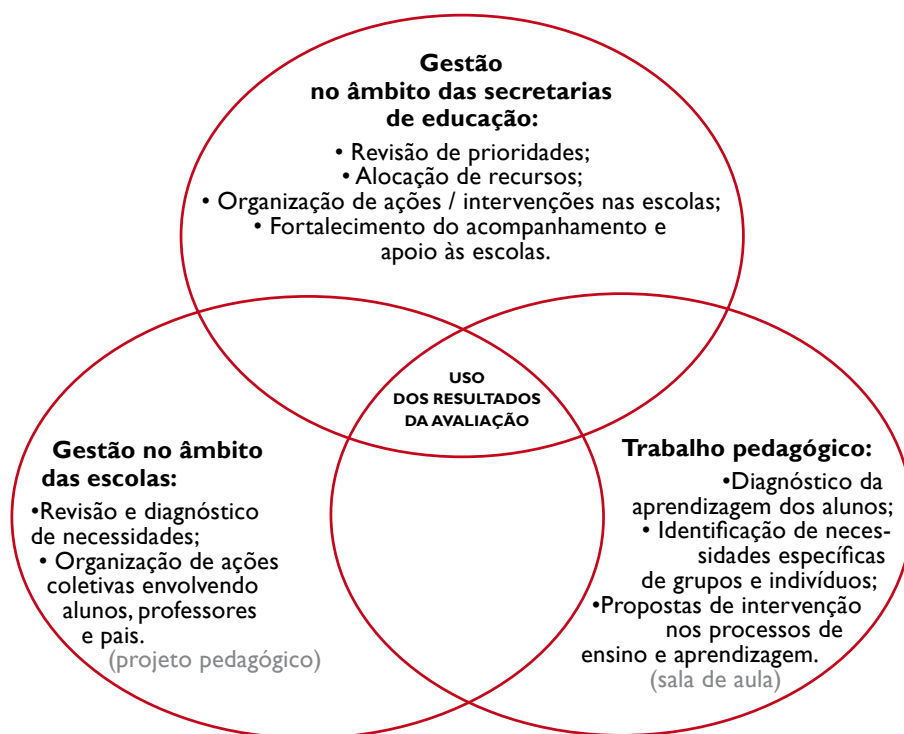 Gestão
no âmbito das secretarias
de educação:
• Revisão de prioridades;
• Alocação de recursos;
• Organização de ações / intervenções nas escolas;
• Fortalecimento do acompanhamento e
apoio às escolas.
USO
DOS RESULTADOS
DA AVALIAÇÃO
Gestão no âmbito
das escolas:
•Revisão e diagnóstico
de necessidades;
• Organização de ações
coletivas envolvendo
alunos, professores
e pais.
(projeto pedagógico)
Trabalho pedagógico:
•Diagnóstico da
aprendizagem dos alunos;
• Identificação de neces-
sidades específicas
de grupos e indivíduos;
•Propostas de intervenção
nos processos de
ensino e aprendizagem.
(sala de aula)